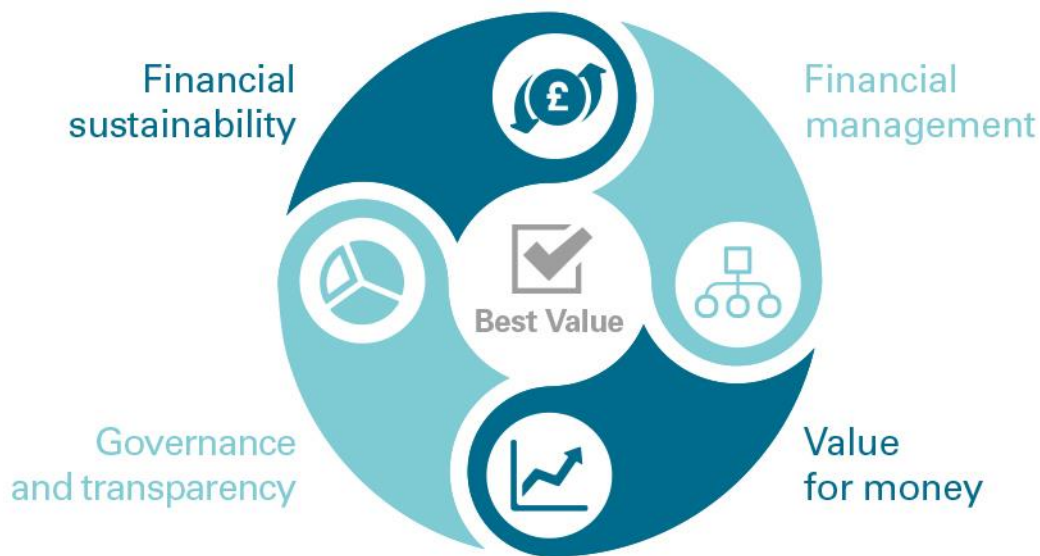 Financial
sustainability
£
Financial
management
Best Value
Governance
and transparency
Value
for money